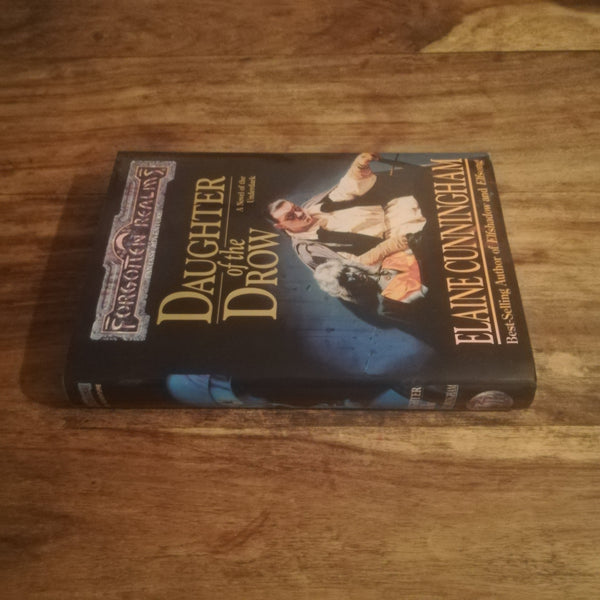 FORGOTTEN REALMS
DAUGHTER
of the
DROW
A Novel of the
Underdark
ELAINE CUNNINGHAM
Best-Selling Author of Elfshadow and Elfsong